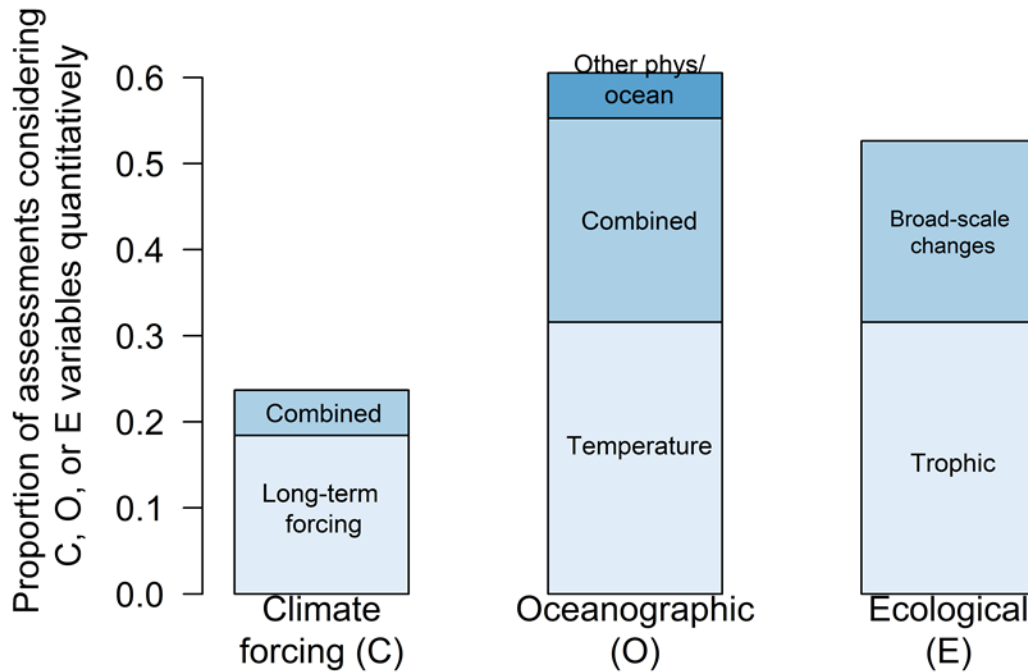 Proportion of assessments considering
C, O, or E variables quantitatively
0.6
0.5
0.4
0.3
0.2
0.1
0.0
Combined
Long-term
forcing
Climate
forcing (C)
Other phys/
ocean
Combined
Temperature
Oceanographic
(O)
Broad-scale
changes
Trophic
Ecological
(E)